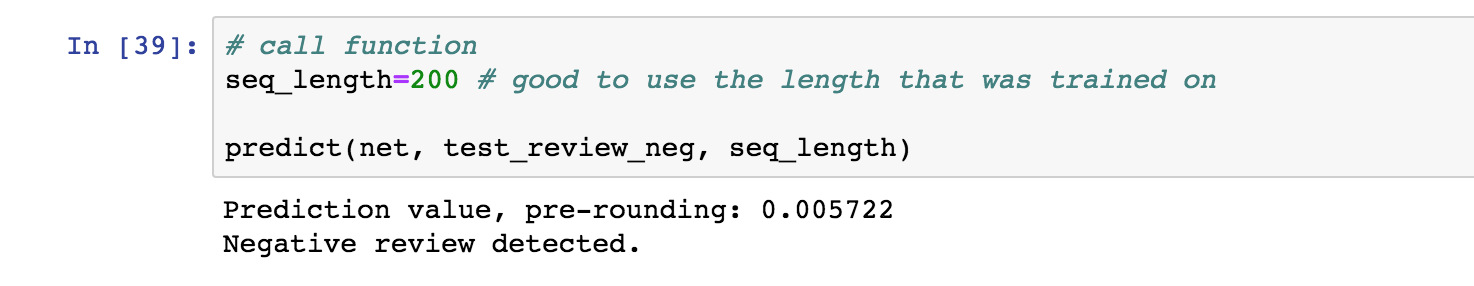 In [39]: # call function
seq_length=200 # good to use the length that was trained on
predict(net, test_review_neg, seq_length)
Prediction value, pre-rounding: 0.005722
Negative review detected.